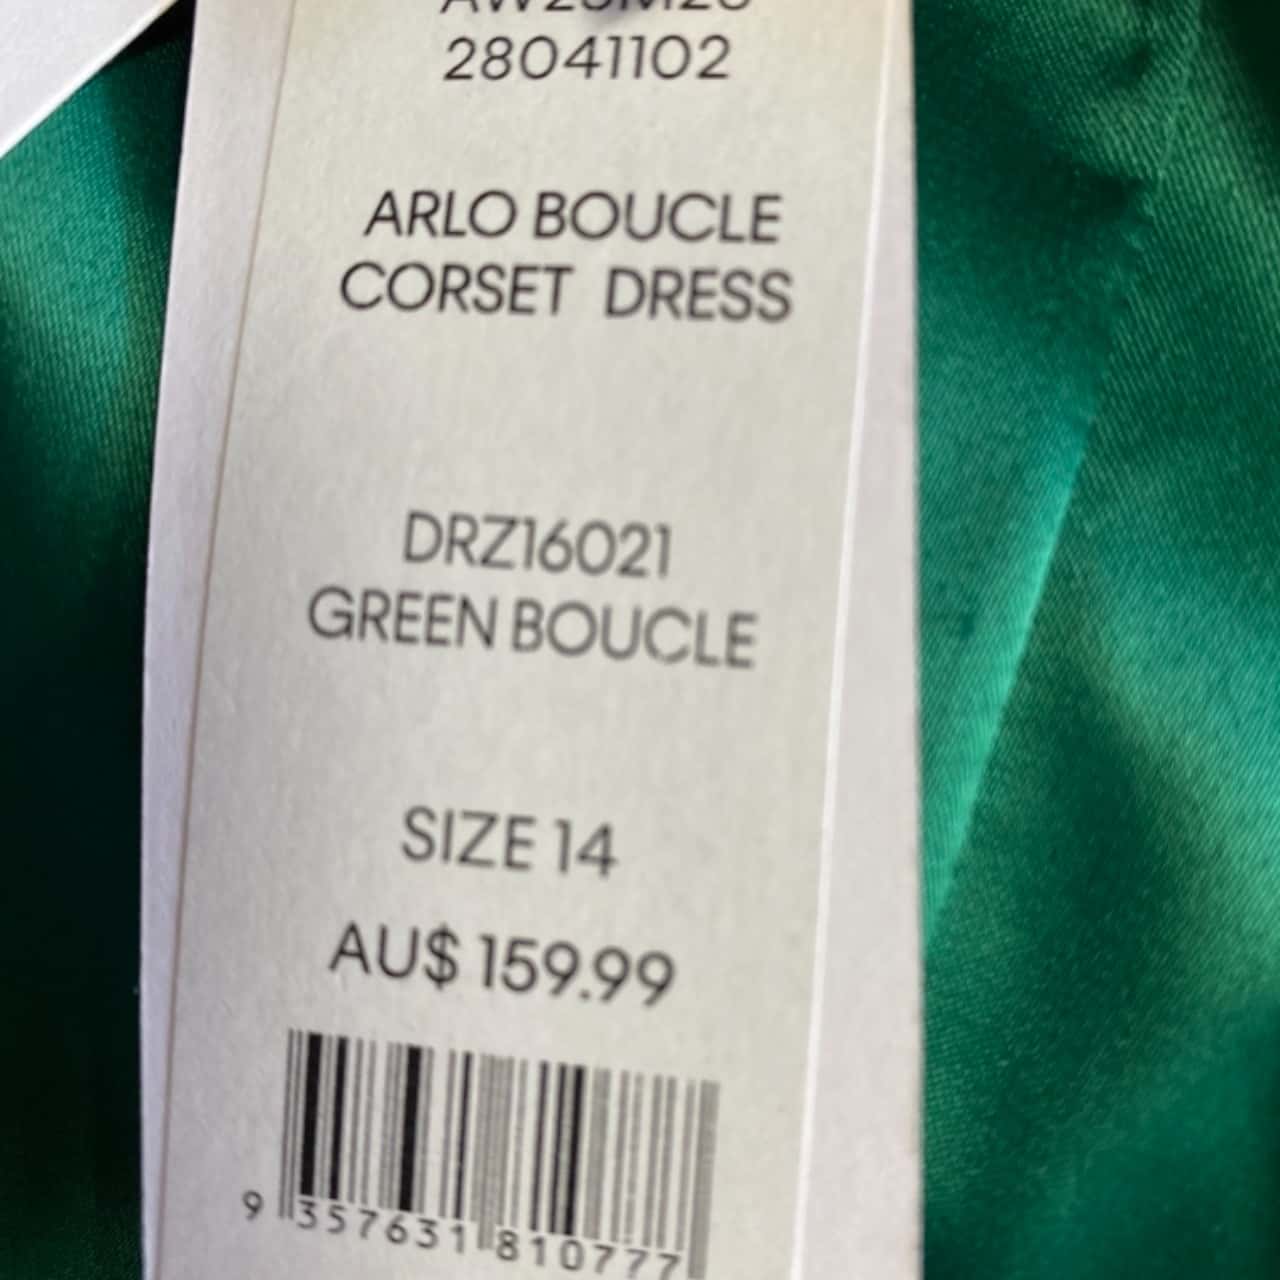 28041102
ARLO BOUCLE
CORSET DRESS
DRZ16021
GREEN BOUCLE
SIZE 14
AU$ 159.99
9 357631 810777